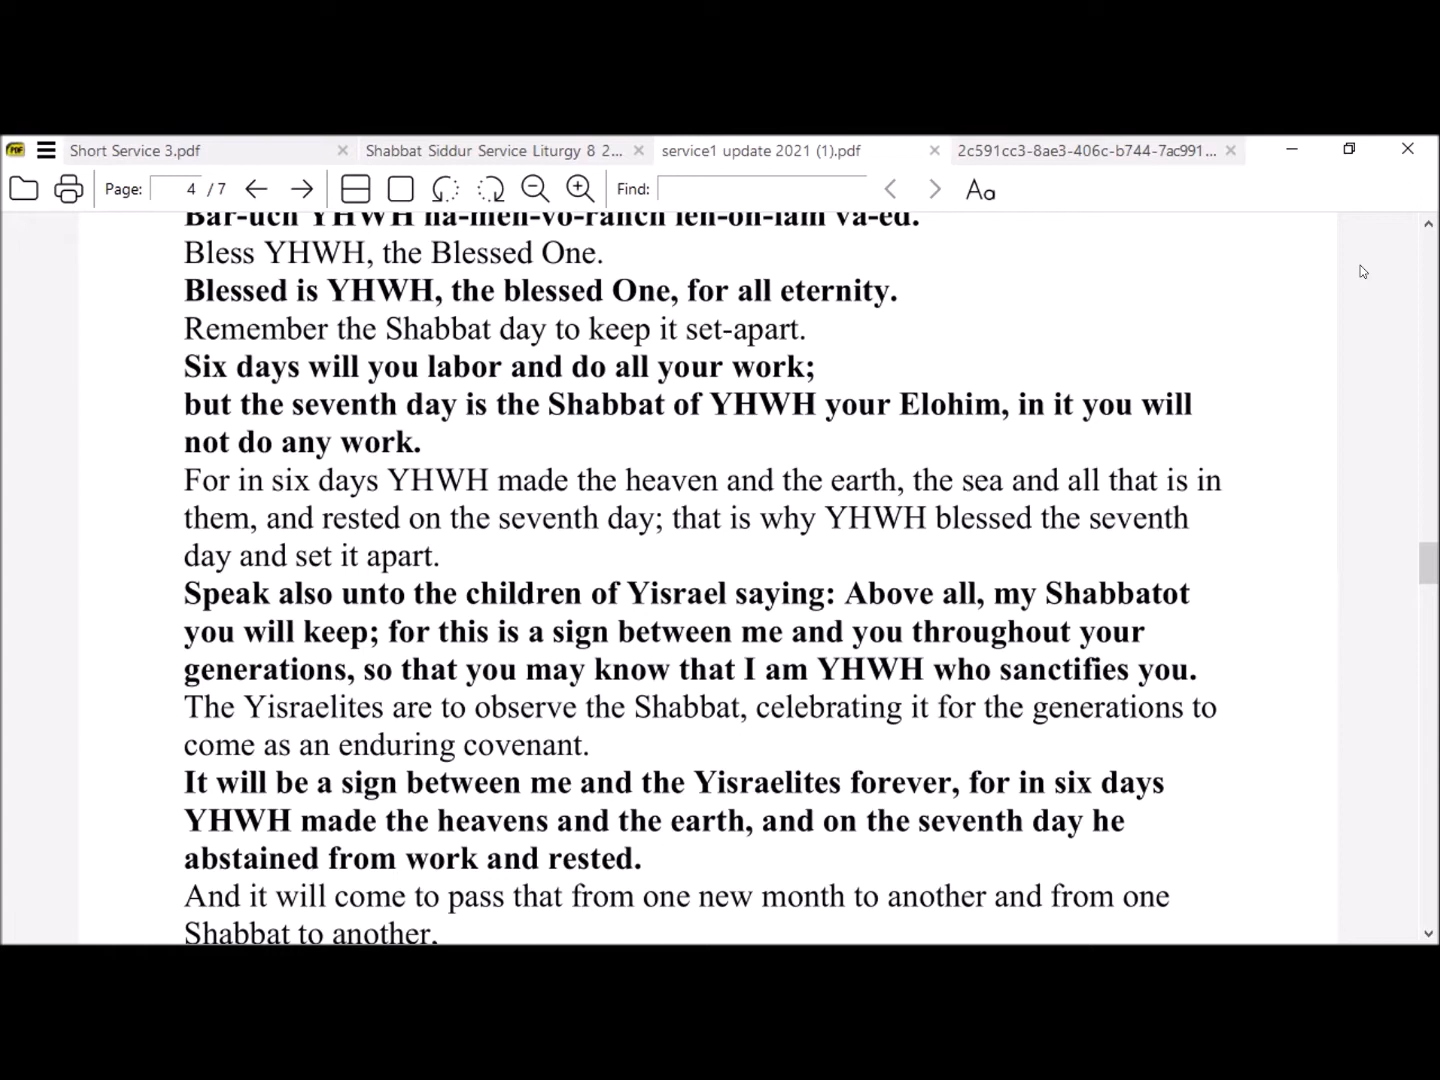 Short Service 3.pdf
Shabbat Siddur Service Liturgy 8 2...
service1 update 2021 (1).pdf
2c591cc3-8ae3-406c-b744-7ac991...
Page: 4 / 7
Find:
Aa
YHWH
Bless YHWH, the Blessed One.
Blessed is YHWH, the blessed One, for all eternity.
Remember the Shabbat day to keep it set-apart.
Six days will you labor and do all your work;
but the seventh day is the Shabbat of YHWH your Elohim, in it you will
not do any work.
For in six days YHWH made the heaven and the earth, the sea and all that is in
them, and rested on the seventh day; that is why YHWH blessed the seventh
day and set it apart.
Speak also unto the children of Yisrael saying: Above all, my Shabbatot
you will keep; for this is a sign between me and you throughout your
generations, so that you may know that I am YHWH who sanctifies you.
The Yisraelites are to observe the Shabbat, celebrating it for the generations to
come as an enduring covenant.
It will be a sign between me and the Yisraelites forever, for in six days
YHWH made the heavens and the earth, and on the seventh day he
abstained from work and rested.
And it will come to pass that from one new month to another and from one
Shabbat to another,